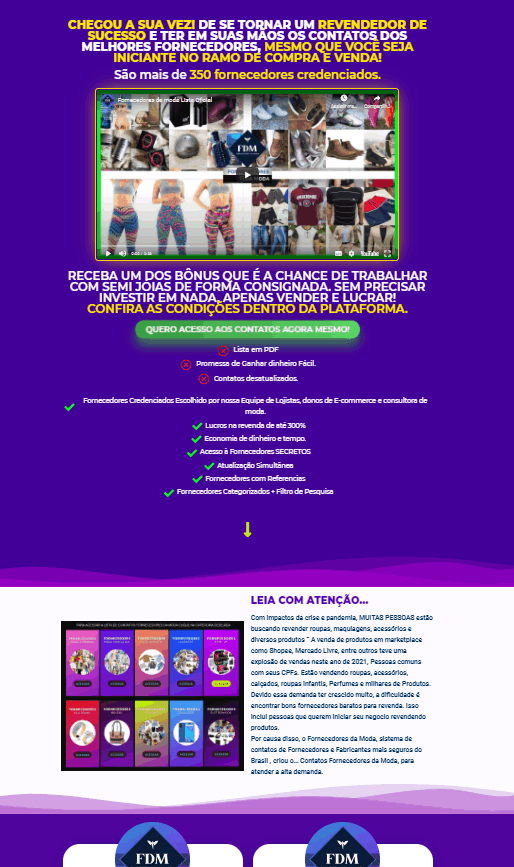 CHEGOU A SUA VEZ! DE SE TORNAR UM REVENDEDOR DE
SUCESSO E TER EM SUAS MÃOS OS CONTATOS DOS
MELHORES FORNECEDORES, MESMO QUE VOCÊ SEJA
INICIANTE NO RAMO DE COMPRA E VENDA!
São mais de 350 fornecedores credenciados.
Fornecedores da moda Lista Oficial
FDM
MODA
0:00 / 0:38
YouTube
RECEBA UM DOS BÔNUS QUE É A CHANCE DE TRABALHAR
COM SEMI JÓIAS DE FORMA CONSIGNADA. SEM PRECISAR
INVESTIR EM NADA, APENAS VENDER E LUCRAR!
CONFIRA AS CONDIÇÕES DENTRO DA PLATAFORMA.
QUERO ACESSO AOS CONTATOS AGORA MESMO!
Lista em PDF
Promessa de Ganhar dinheiro Fácil.
Contatos desatualizados.
Fornecedores Credenciados Escolhido por nossa Equipe de Lojistas, donos de E-commerce e consultora de
moda.
Lucros na revenda de até 300%
Economia de dinheiro e tempo.
Acesso à Fornecedores SECRETOS
Atualização Simultânea
Fornecedores com Referencias
Fornecedores Categorizados + Filtro de Pesquisa
LEIA COM ATENÇÃO...
Com Impactos da crise e pandemia, MUITAS PESSOAS estão
buscando revender roupas, maquiagens, acessórios e
diversos produtos ~ A venda de produtos em marketplace
como Shopee, Mercado Livre, entre outros teve uma
explosão de vendas neste ano de 2021, Pessoas comuns
com seus CPFs. Estão vendendo roupas, acessórios,
calçados, roupas infantis, Perfumes e milhares de Produtos.
Devido essa demanda ter crescido muito, a dificuldade é
encontrar bons fornecedores baratos para revenda. Isso
inclui pessoas que querem iniciar seu negocio revendendo
produtos.
Por causa disso, o Fornecedores da Moda, sistema de
contatos de Fornecedores e Fabricantes mais seguros do
Brasil , criou o... Contatos Fornecedores da Moda, para
atender a alta demanda.
FDM
FDM